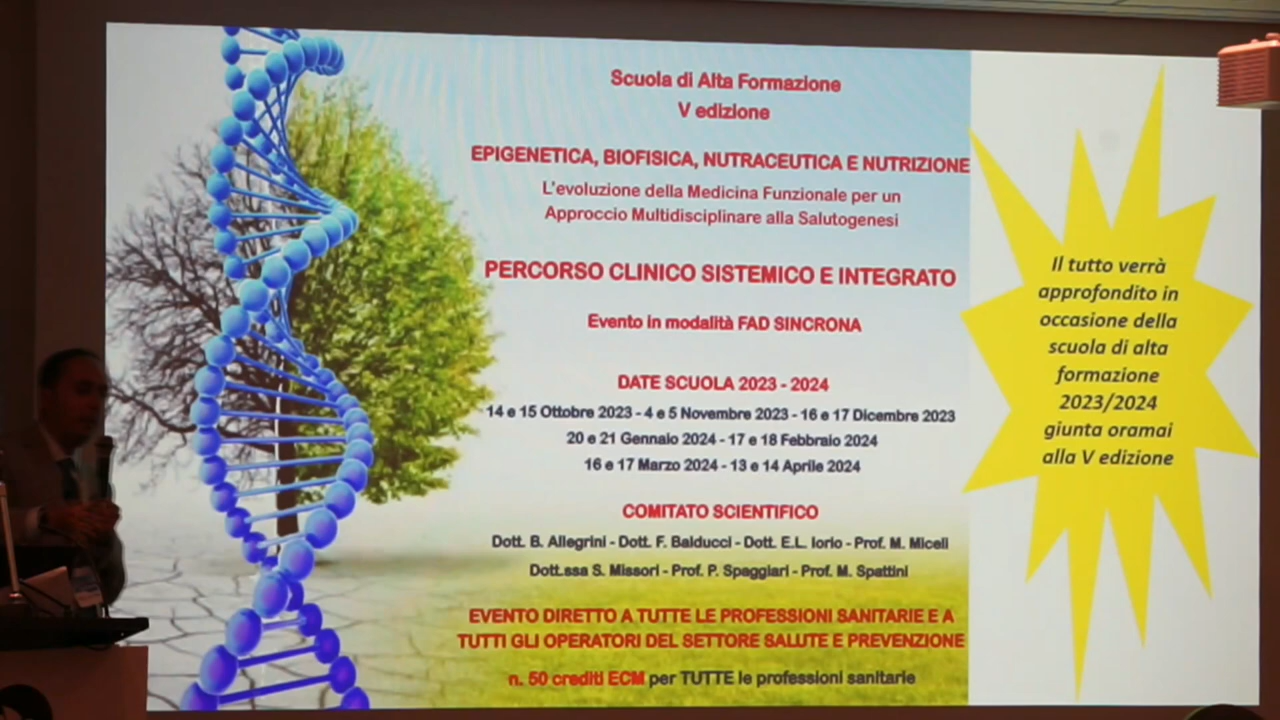 Scuola di Alta Formazione
V edizione
EPIGENETICA, BIOFISICA, NUTRACEUTICA E NUTRIZIONE
L'evoluzione della Medicina Funzionale per un
Approccio Multidisciplinare alla Salutogenesi
PERCORSO CLINICO SISTEMICO E INTEGRATO
Evento in modalità FAD SINCRONA
DATE SCUOLA 2023 - 2024
14 e 15 Ottobre 2023 - 4 e 5 Novembre 2023 - 16 e 17 Dicembre 2023
20 e 21 Gennaio 2024 - 17 e 18 Febbraio 2024
16 e 17 Marzo 2024 - 13 e 14 Aprile 2024
COMITATO SCIENTIFICO
Dott. B. Allegrini - Dott. F. Balducci - Dott. E.L. Iorio - Prof. M. Miceli
Dott.ssa S. Missori - Prof. P. Spaggiari - Prof. M. Spattini
EVENTO DIRETTO A TUTTE LE PROFESSIONI SANITARIE E A
TUTTI GLI OPERATORI DEL SETTORE SALUTE E PREVENZIONE
n. 50 crediti ECM per TUTTE le professioni sanitarie
Il tutto verrà
approfondito in
occasione della
scuola di alta
formazione
2023/2024
giunta oramai
alla V edizione